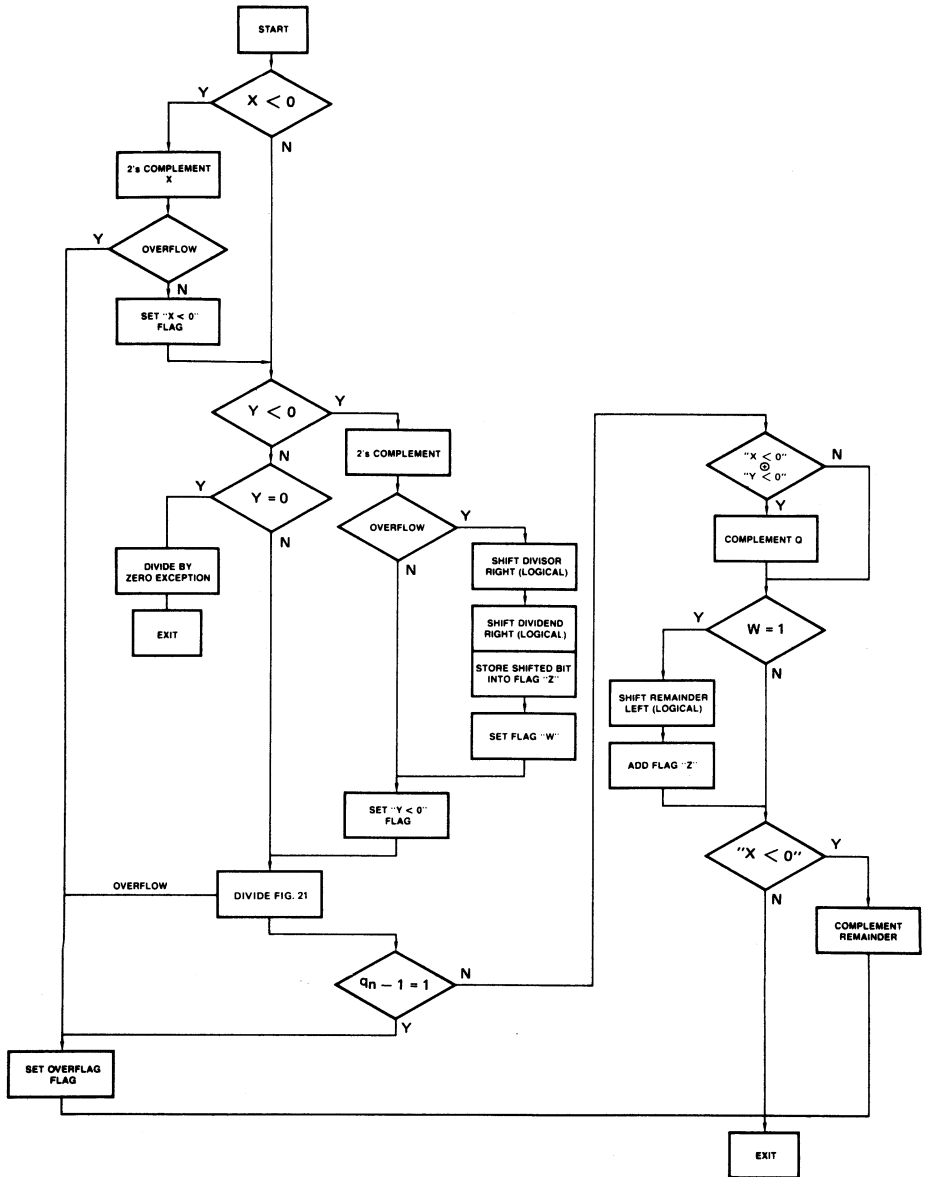 START
X < 0
Y
N
2's COMPLEMENT
X
OVERFLOW
Y
N
SET "X < 0"
FLAG
Y < 0
Y
N
2's COMPLEMENT
Y = 0
Y
N
OVERFLOW
Y
N
DIVIDE BY
ZERO EXCEPTION
EXIT
SHIFT DIVISOR
RIGHT (LOGICAL)
SHIFT DIVIDEND
RIGHT (LOGICAL)
STORE SHIFTED BIT
INTO FLAG "Z"
SET FLAG "W"
SET "Y < 0"
FLAG
DIVIDE FIG. 21
OVERFLOW
qn − 1 = 1
N
Y
SET OVERFLAG
FLAG
"X < 0"
⊕
"Y < 0"
N
Y
COMPLEMENT Q
W = 1
Y
N
SHIFT REMAINDER
LEFT (LOGICAL)
ADD FLAG "Z"
"X < 0"
Y
N
COMPLEMENT
REMAINDER
EXIT